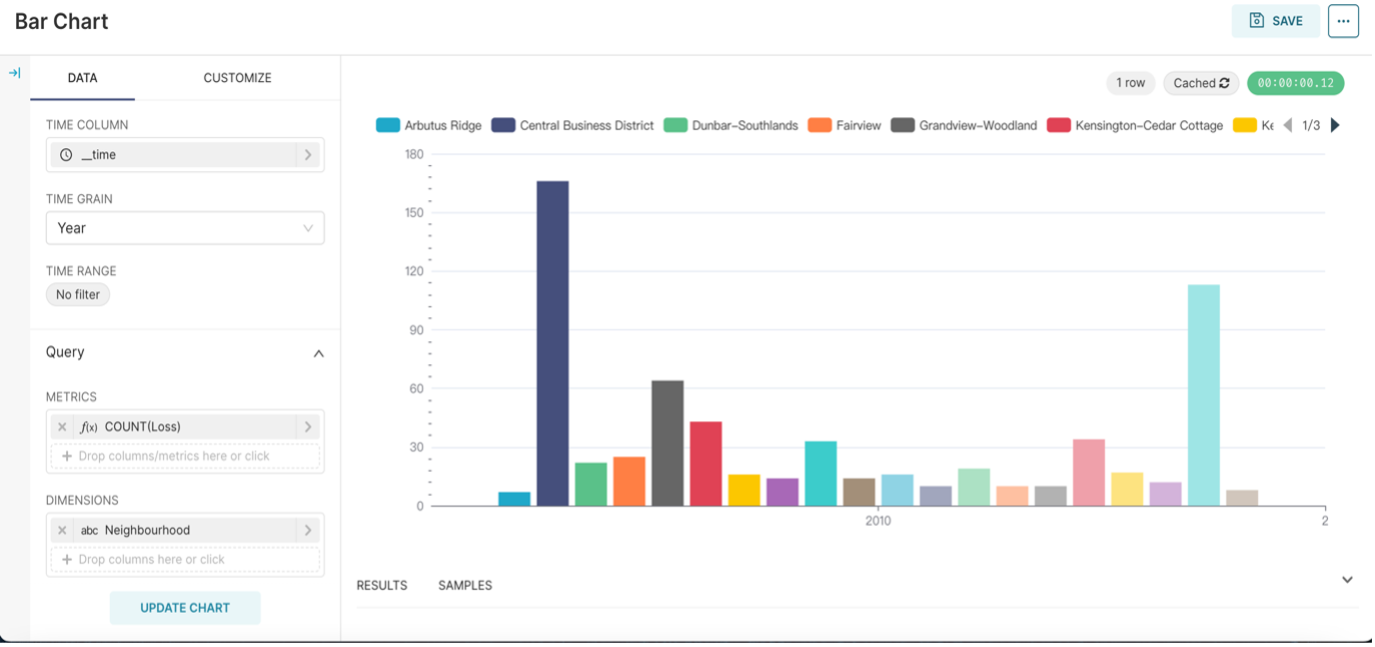 Bar Chart
SAVE
...
DATA CUSTOMIZE
1 row Cached 00:00:00.12
TIME COLUMN
__time
TIME GRAIN
Year
TIME RANGE
No filter
Query
METRICS
f(x) COUNT(Loss)
+ Drop columns/metrics here or click
DIMENSIONS
abc Neighbourhood
+ Drop columns here or click
UPDATE CHART
Arbutus Ridge Central Business District Dunbar-Southlands Fairview Grandview-Woodland Kensington-Cedar Cottage Ke 1/3
180
150
120
90
60
30
0
2010 2
RESULTS SAMPLES